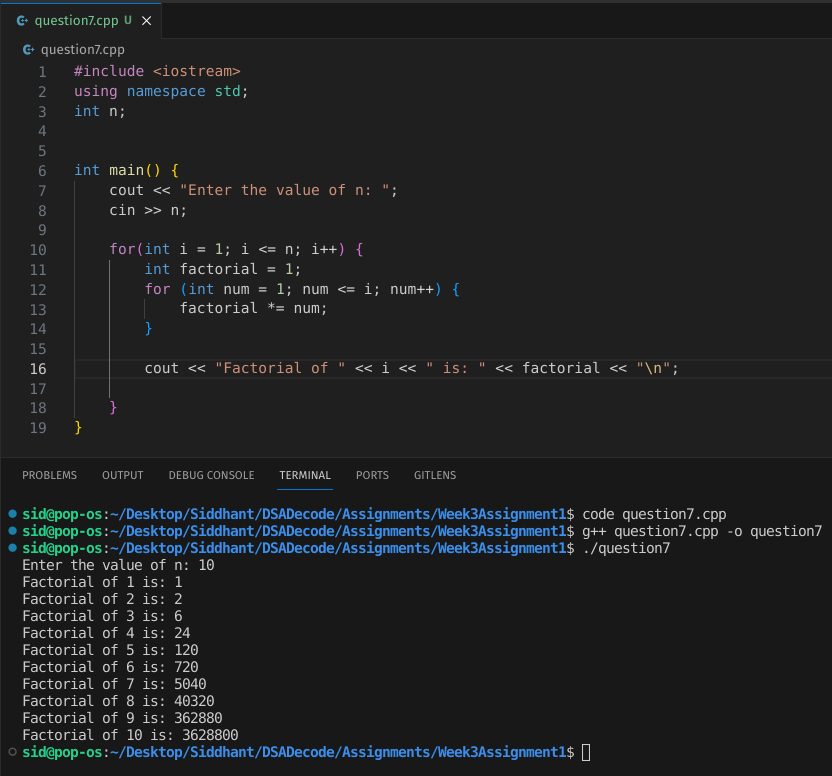 question7.cpp U
question7.cpp
1 #include <iostream>
2 using namespace std;
3 int n;
4
5
6 int main() {
7     cout << "Enter the value of n: ";
8     cin >> n;
9
10     for(int i = 1; i <= n; i++) {
11         int factorial = 1;
12         for (int num = 1; num <= i; num++) {
13             factorial *= num;
14         }
15
16         cout << "Factorial of " << i << " is: " << factorial << "\n";
17
18     }
19 }
PROBLEMS OUTPUT DEBUG CONSOLE TERMINAL PORTS GITLENS
sid@pop-os:~/Desktop/Siddhant/DSADecode/Assignments/Week3Assignment1$ code question7.cpp
sid@pop-os:~/Desktop/Siddhant/DSADecode/Assignments/Week3Assignment1$ g++ question7.cpp -o question7
sid@pop-os:~/Desktop/Siddhant/DSADecode/Assignments/Week3Assignment1$ ./question7
Enter the value of n: 10
Factorial of 1 is: 1
Factorial of 2 is: 2
Factorial of 3 is: 6
Factorial of 4 is: 24
Factorial of 5 is: 120
Factorial of 6 is: 720
Factorial of 7 is: 5040
Factorial of 8 is: 40320
Factorial of 9 is: 362880
Factorial of 10 is: 3628800
sid@pop-os:~/Desktop/Siddhant/DSADecode/Assignments/Week3Assignment1$